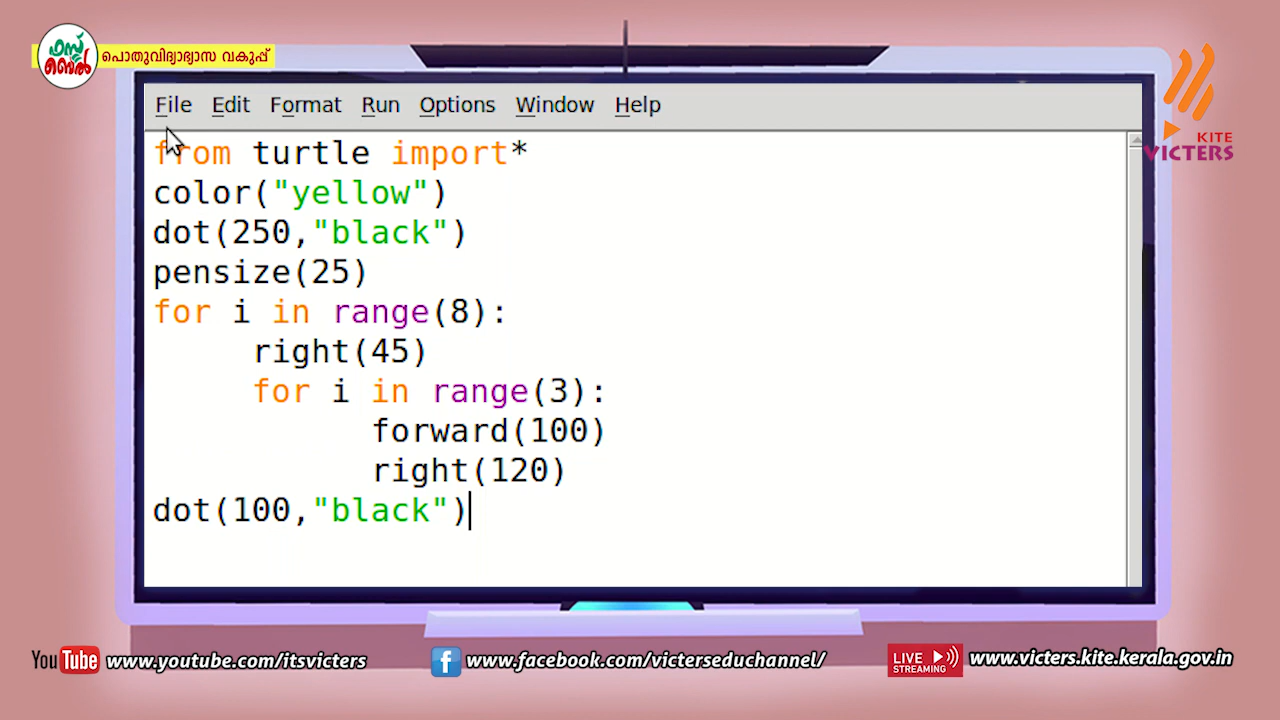 ഫസ്റ്റ്
ബെൽ
പൊതുവിദ്യാഭ്യാസ വകുപ്പ്
KITE
VICTERS
File Edit Format Run Options Window Help
from turtle import*
color("yellow")
dot(250,"black")
pensize(25)
for i in range(8):
     right(45)
     for i in range(3):
           forward(100)
           right(120)
dot(100,"black")
YouTube www.youtube.com/itsvicters
f www.facebook.com/victerseduchannel/
LIVE
STREAMING
www.victers.kite.kerala.gov.in